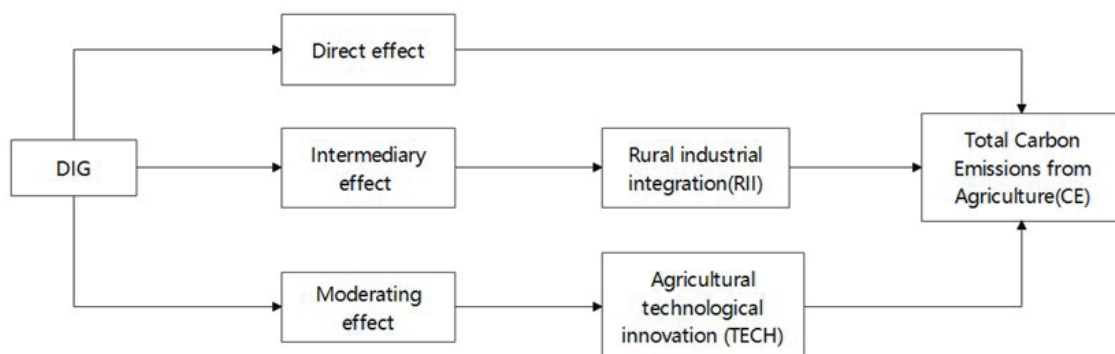 Direct effect
DIG
Intermediary
effect
Rural industrial
integration(RII)
Total Carbon
Emissions from
Agriculture(CE)
Moderating
effect
Agricultural
technological
innovation (TECH)